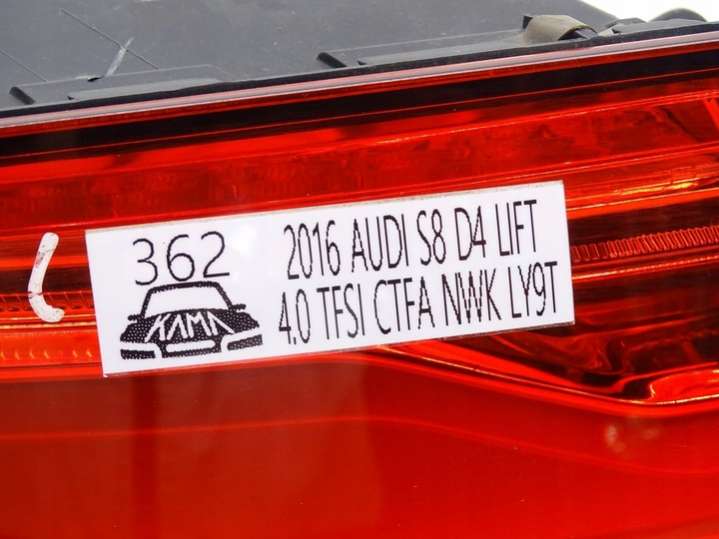 362
KAMA
2016 AUDI S8 D4 LIFT
4.0 TFSI CTFA NWK LY9T